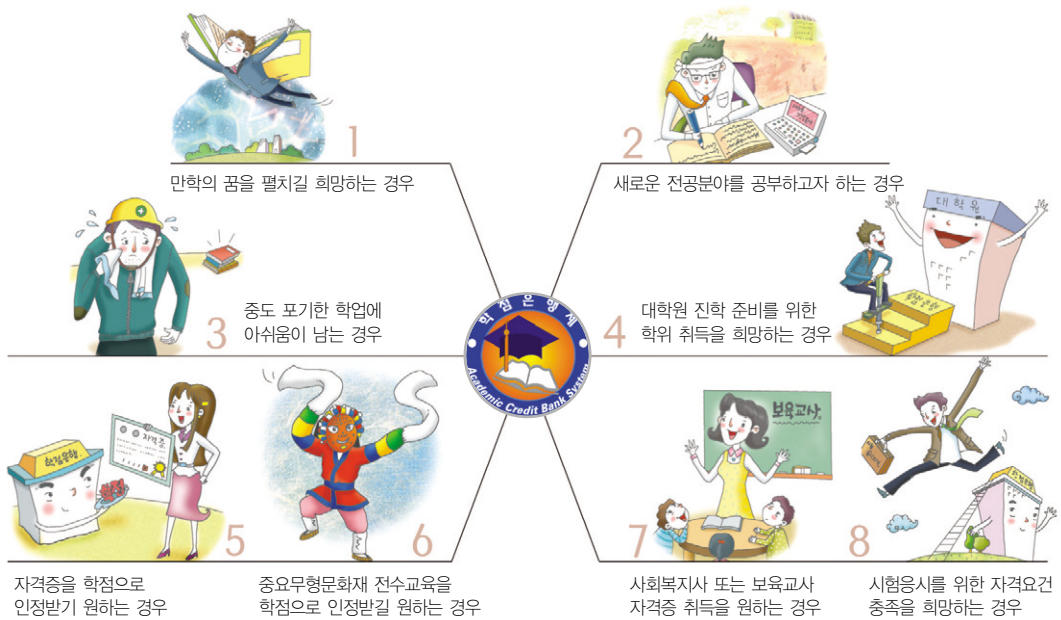 1
만학의 꿈을 펼치길 희망하는 경우
2
새로운 전공분야를 공부하고자 하는 경우
3
중도 포기한 학업에
아쉬움이 남는 경우
대학원
4
대학원 진학 준비를 위한
학위 취득을 희망하는 경우
학점은행제
Academic Credit Bank System
자격증
학점은행
학점
5
자격증을 학점으로
인정받기 원하는 경우
6
중요무형문화재 전수교육을
학점으로 인정받길 원하는 경우
보육교사
7
사회복지사 또는 보육교사
자격증 취득을 원하는 경우
8
시험응시를 위한 자격요건
충족을 희망하는 경우